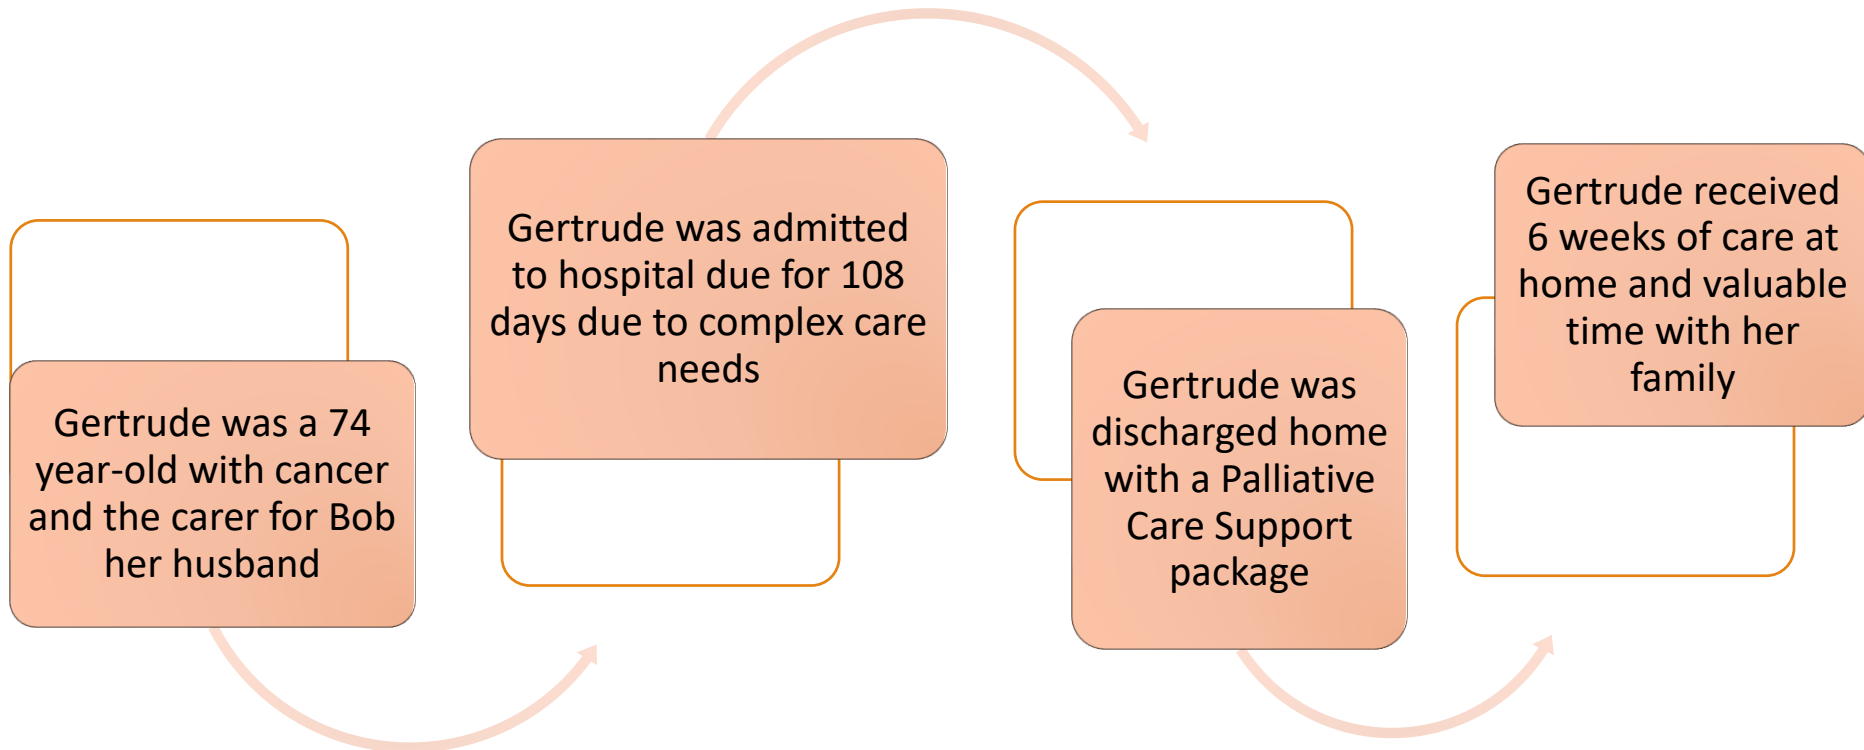 Gertrude was a 74
year-old with cancer
and the carer for Bob
her husband
Gertrude was admitted
to hospital due for 108
days due to complex care
needs
Gertrude was
discharged home
with a Palliative
Care Support
package
Gertrude received
6 weeks of care at
home and valuable
time with her
family